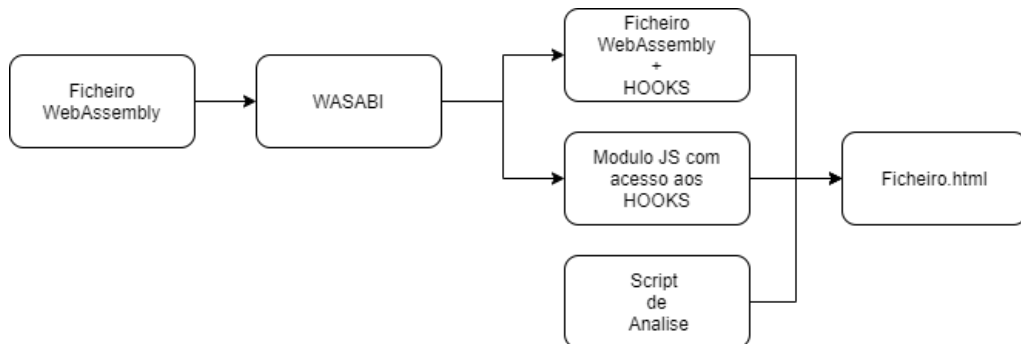 Ficheiro
WebAssembly
WASABI
Ficheiro
WebAssembly
+
HOOKS
Modulo JS com
acesso aos
HOOKS
Script
de
Analise
Ficheiro.html